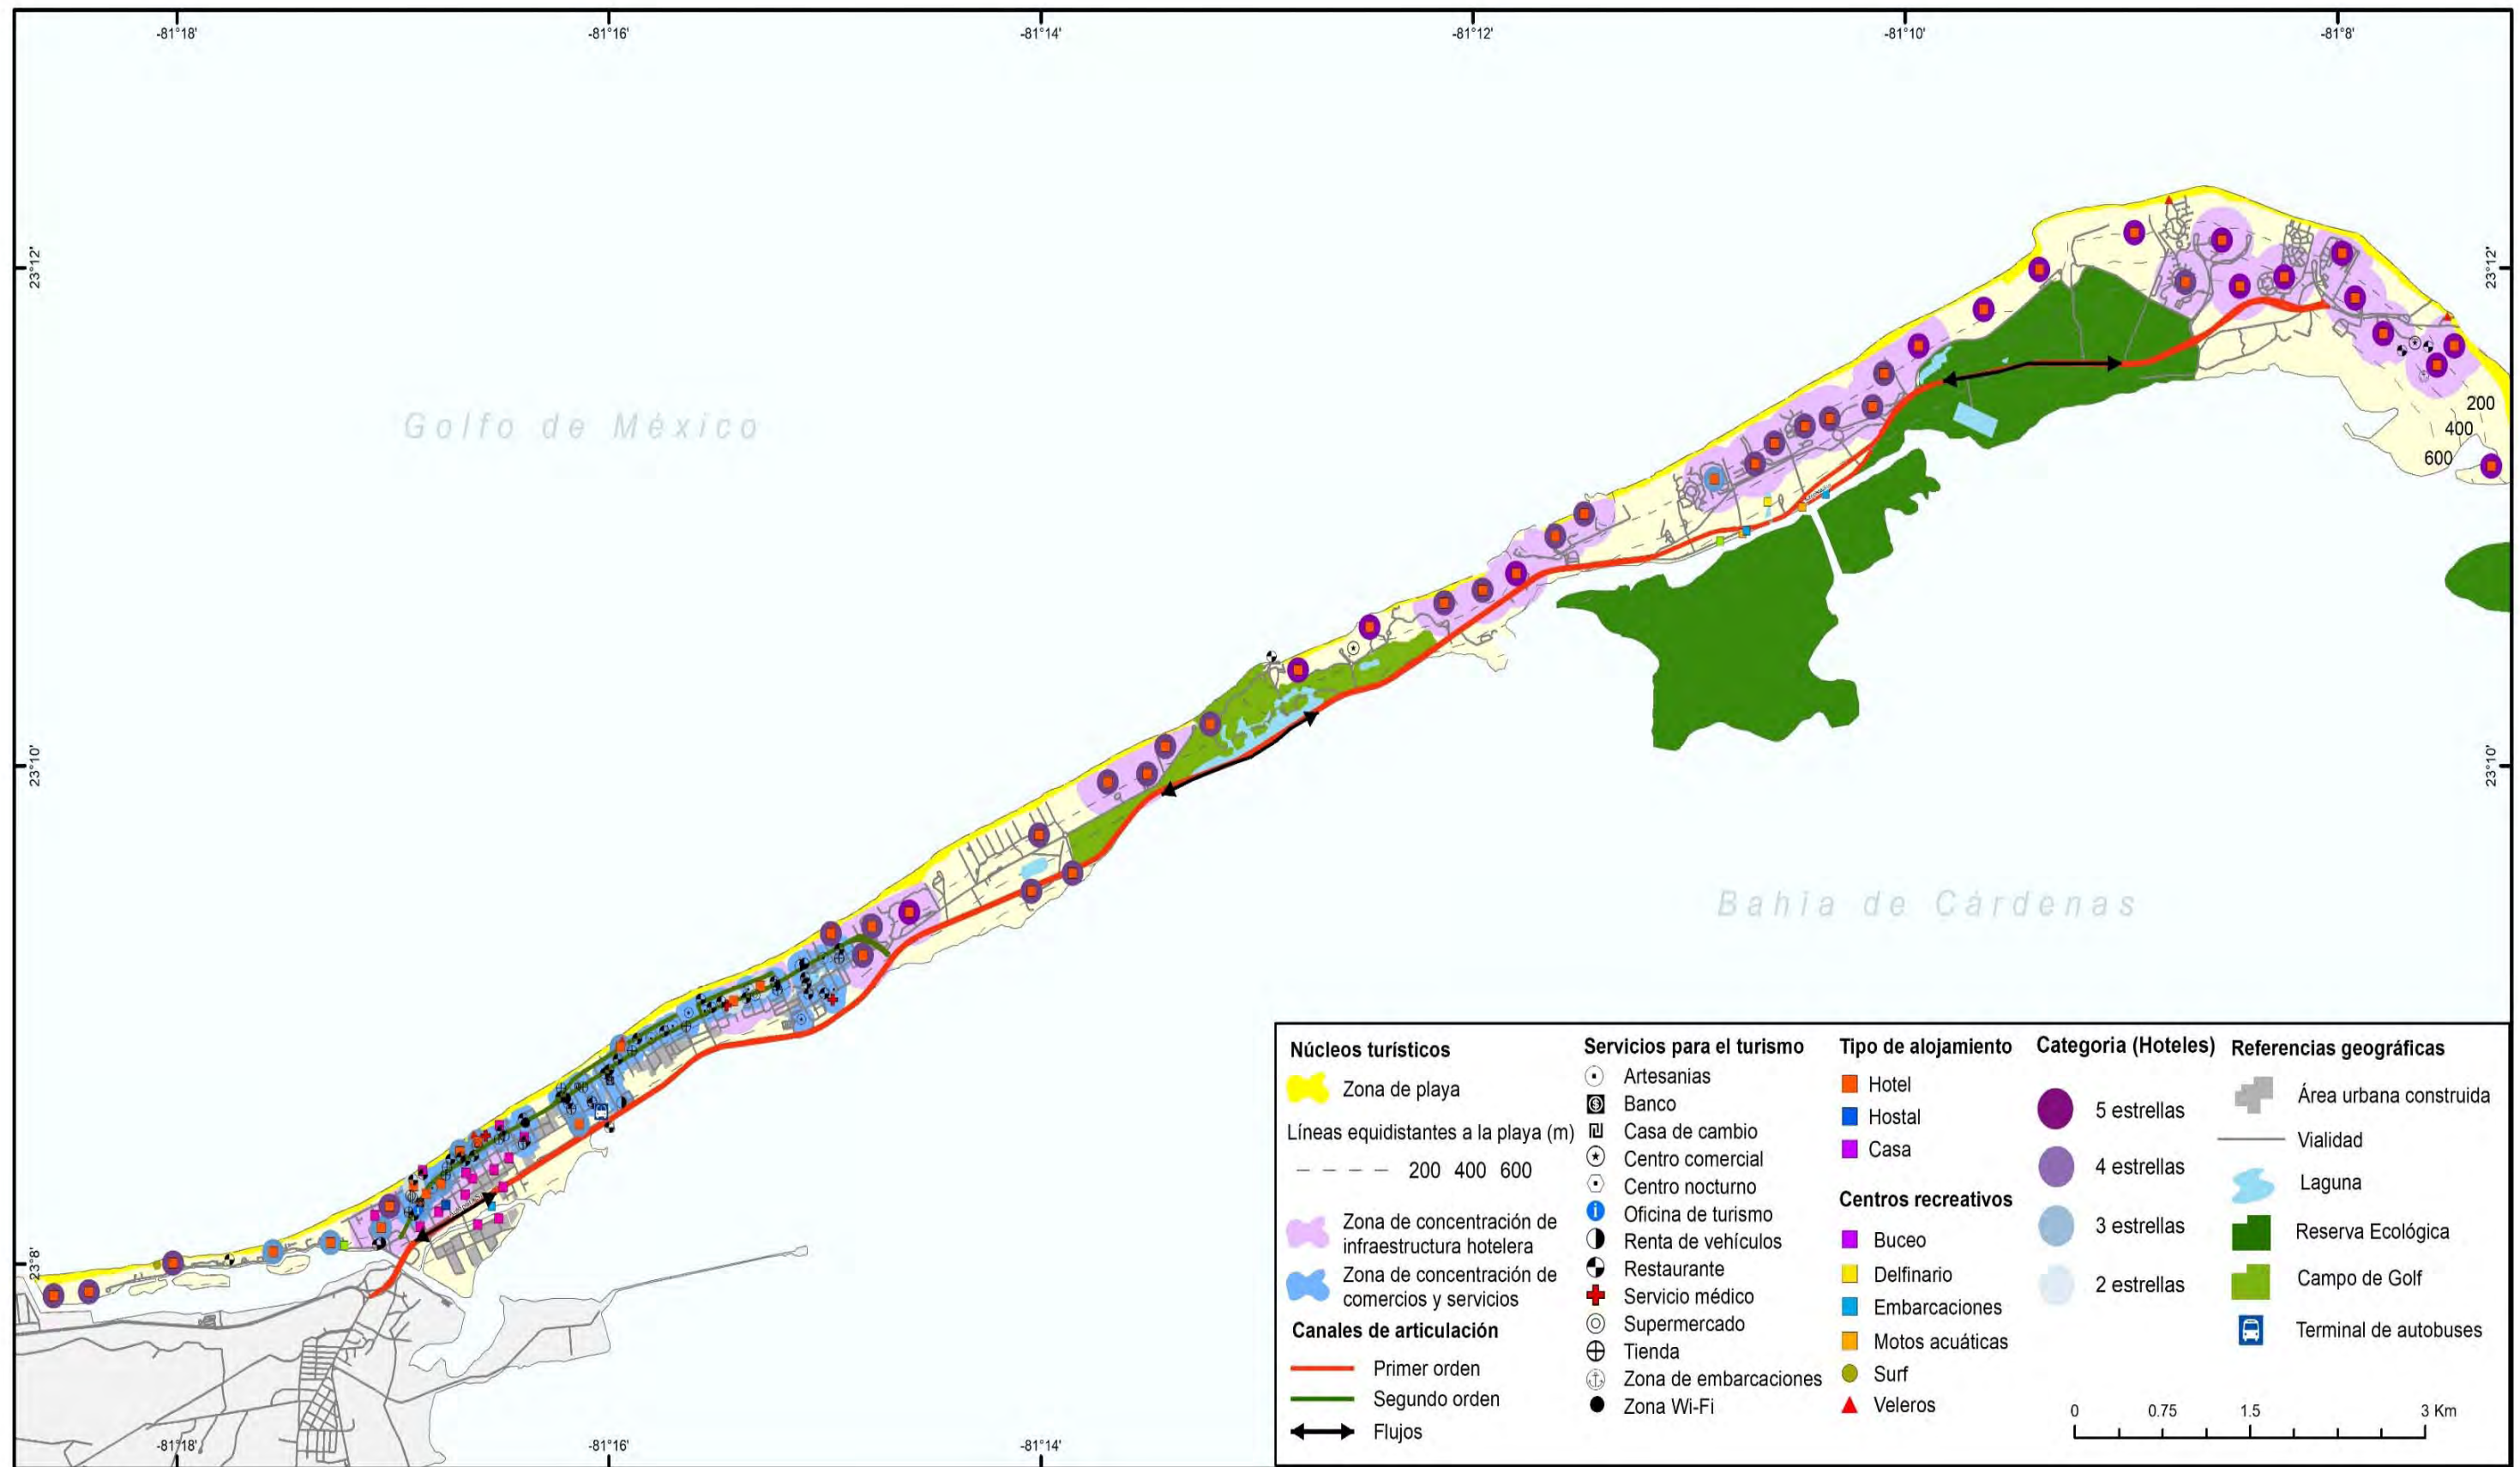 -81°18'
-81°16'
-81°14'
-81°12'
-81°10'
-81°8'
23°12'
23°12'
Golfo de México
200
400
600
23°10'
23°10'
Bahia de Cárdenas
23°8'
-81°18'
-81°16'
-81°14'
Núcleos turísticos
Zona de playa
Líneas equidistantes a la playa (m)
200 400 600
Zona de concentración de
infraestructura hotelera
Zona de concentración de
comercios y servicios
Canales de articulación
Primer orden
Segundo orden
Flujos
Servicios para el turismo
Artesanias
Banco
Casa de cambio
Centro comercial
Centro nocturno
Oficina de turismo
Renta de vehículos
Restaurante
Servicio médico
Supermercado
Tienda
Zona de embarcaciones
Zona Wi-Fi
Tipo de alojamiento
Hotel
Hostal
Casa
Centros recreativos
Buceo
Delfinario
Embarcaciones
Motos acuáticas
Surf
Veleros
Categoria (Hoteles)
5 estrellas
4 estrellas
3 estrellas
2 estrellas
Referencias geográficas
Área urbana construida
Vialidad
Laguna
Reserva Ecológica
Campo de Golf
Terminal de autobuses
0 0.75 1.5 3 Km